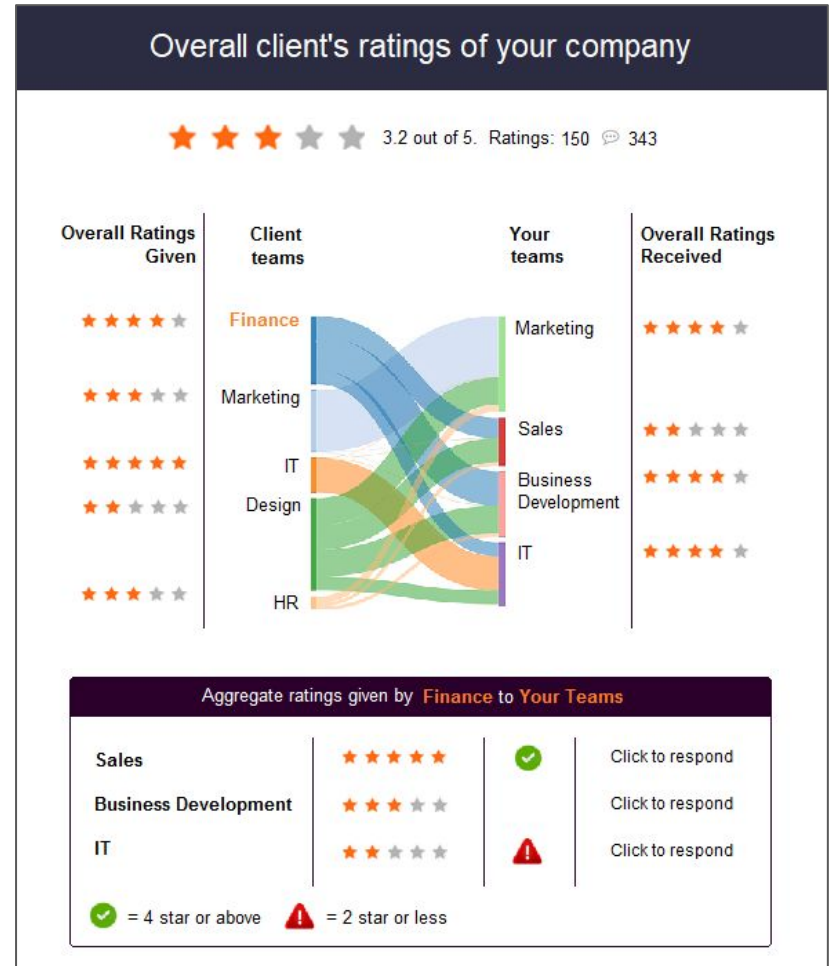 Overall client's ratings of your company
3.2 out of 5. Ratings: 150 343
Overall Ratings
Given
Client
teams
Your
teams
Overall Ratings
Received
Finance
Marketing
IT
Design
HR
Marketing
Sales
Business
Development
IT
Aggregate ratings given by Finance to Your Teams
Sales Click to respond
Business Development Click to respond
IT Click to respond
= 4 star or above = 2 star or less